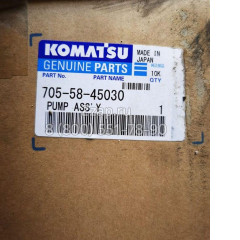 KOMATSU
GENUINE PARTS
MADE IN
JAPAN
PART No.
PART NAME
10K
QTY
705-58-45030
PUMP ASS'Y
1